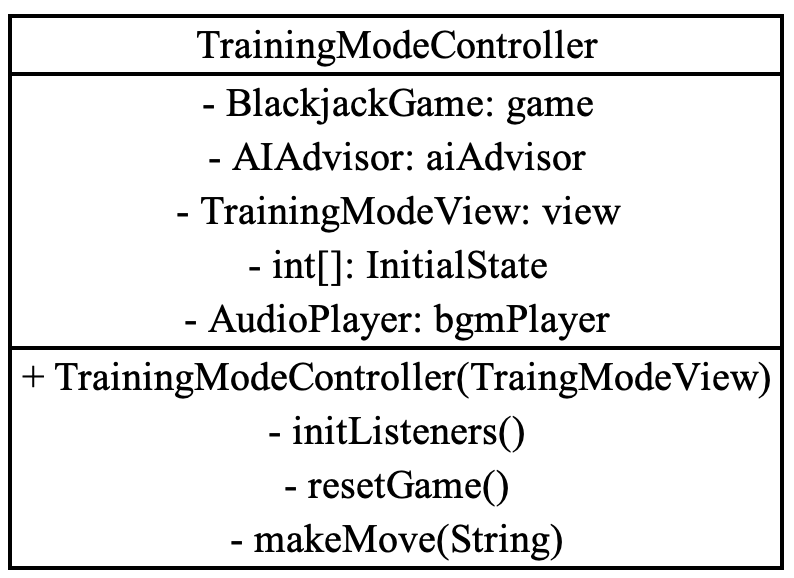 TrainingModeController
- BlackjackGame: game
- AIAdvisor: aiAdvisor
- TrainingModeView: view
- int[]: InitialState
- AudioPlayer: bgmPlayer
+ TrainingModeController(TraingModeView)
- initListeners()
- resetGame()
- makeMove(String)